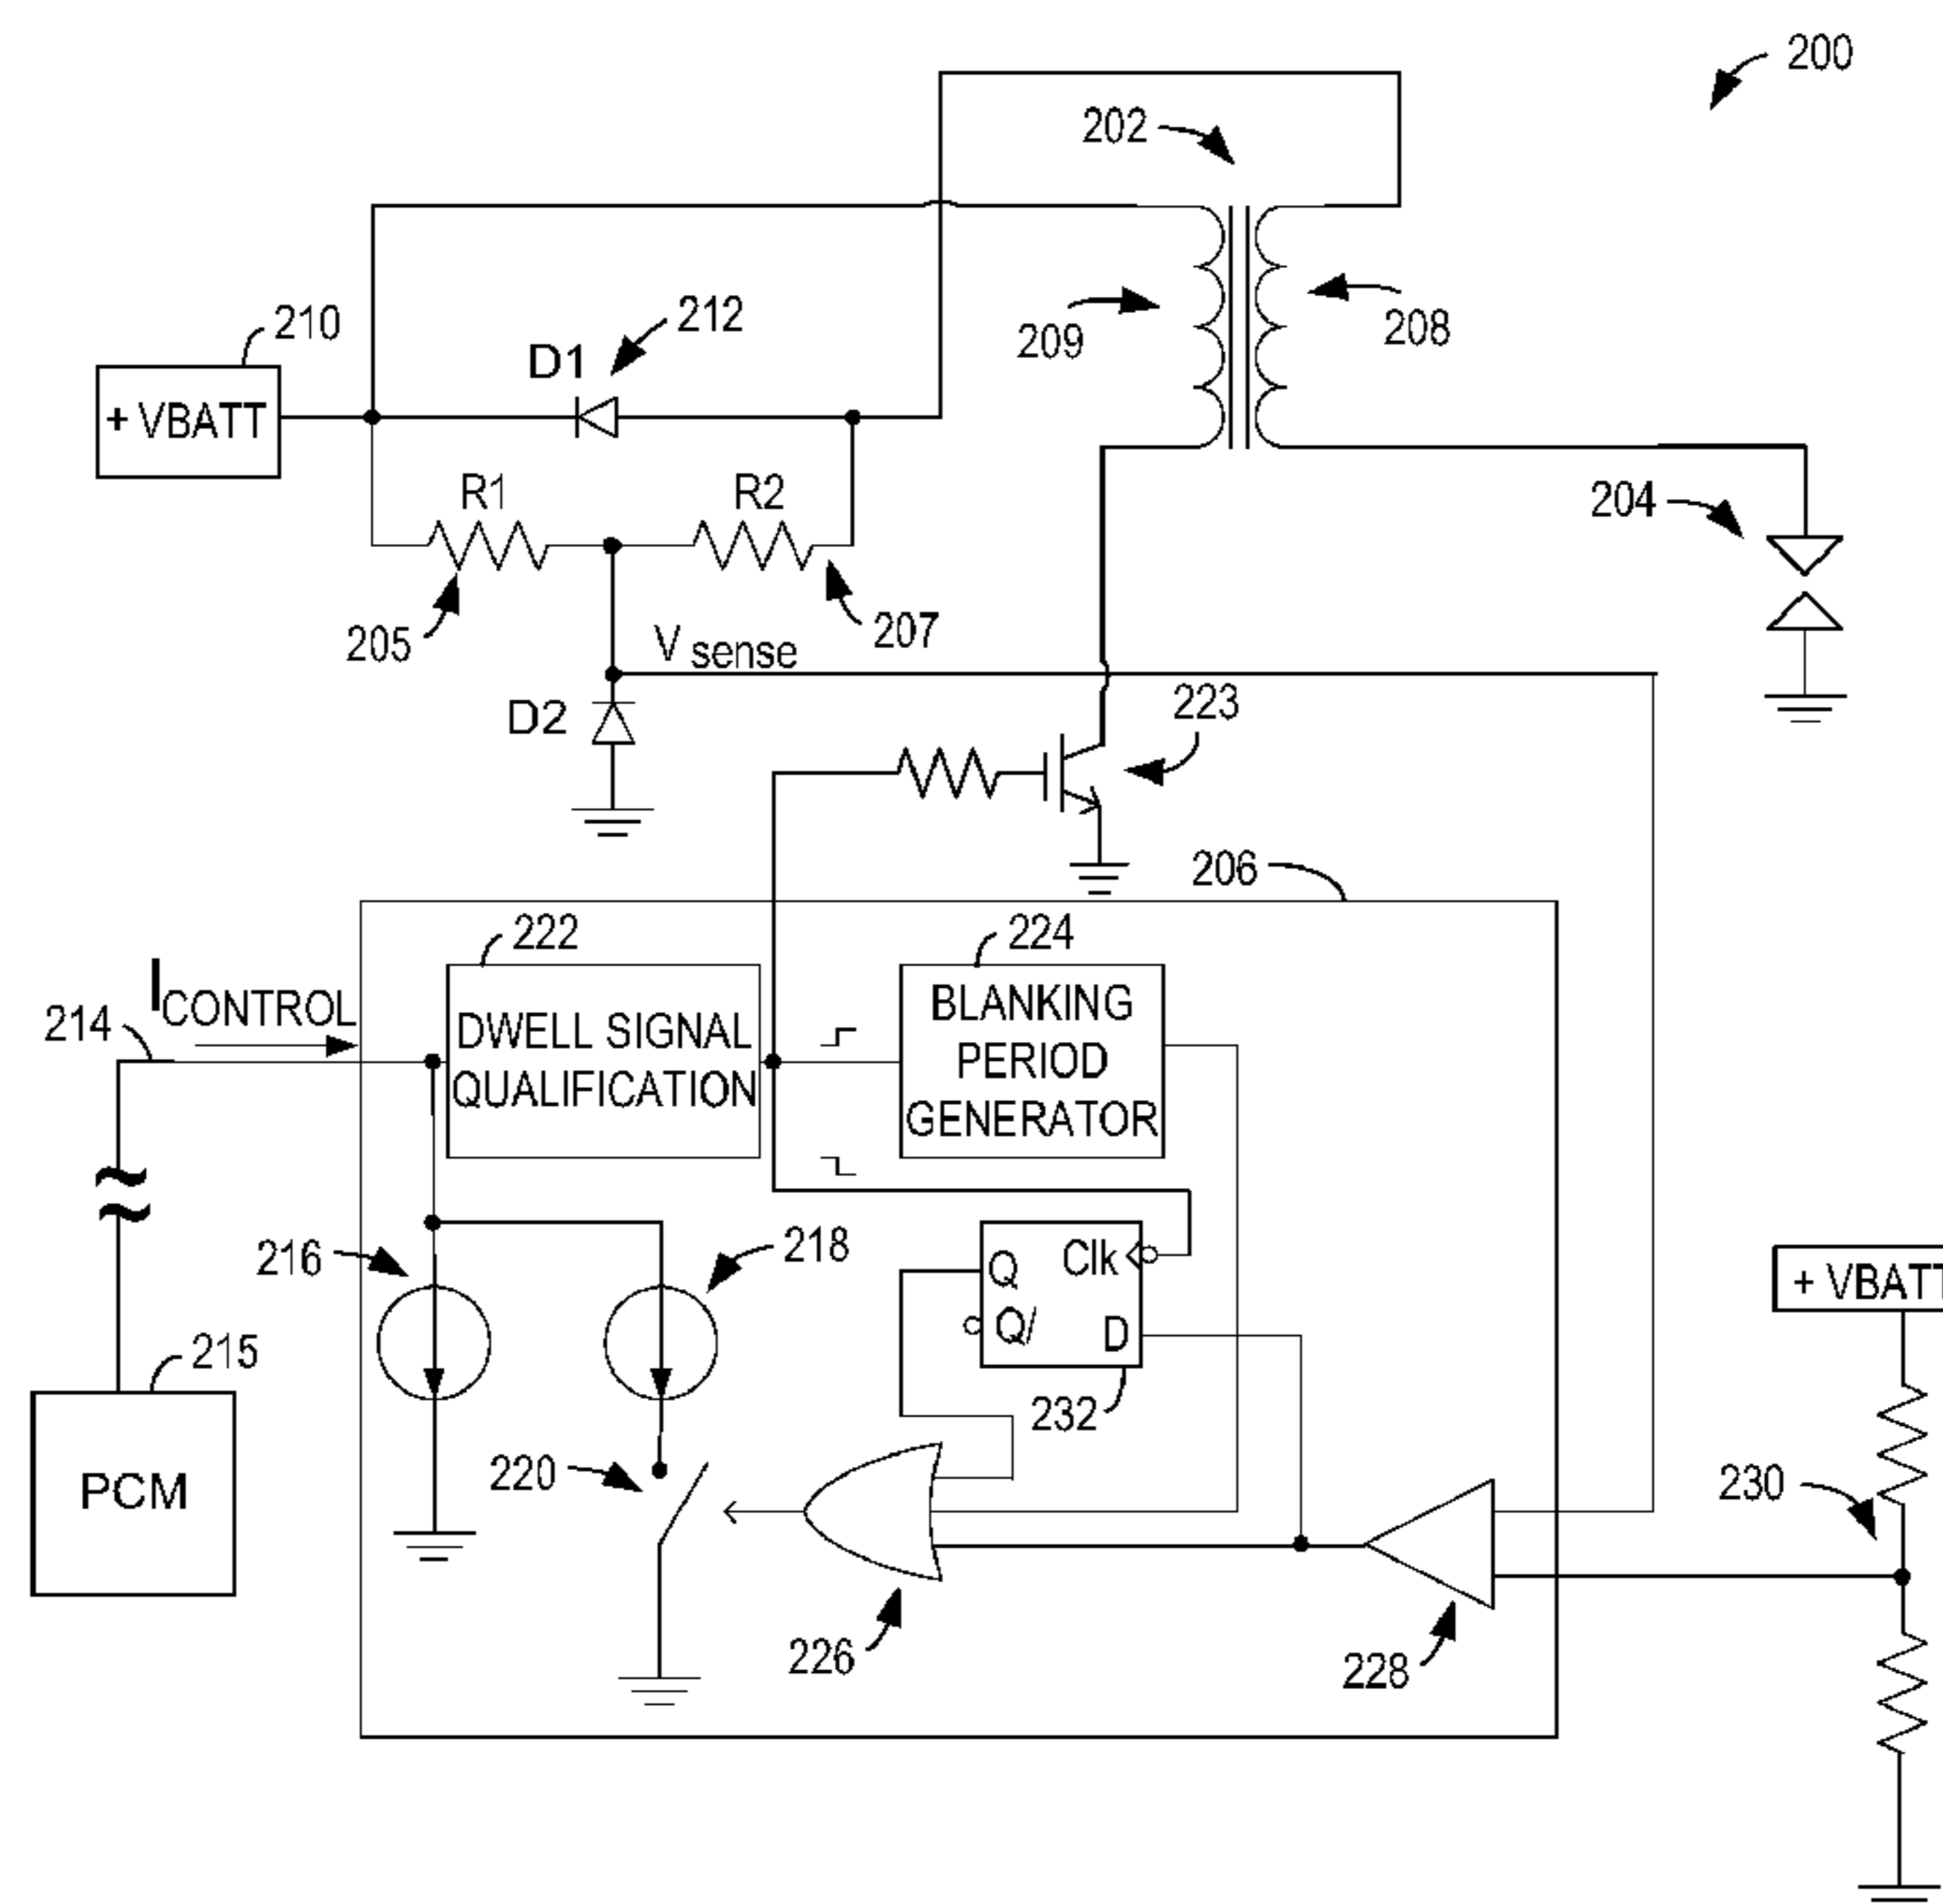 200
202
210
212
D1
209
208
+ VBATT
R1
R2
204
205
207
V sense
D2
223
206
222
224
ICONTROL
214
DWELL SIGNAL
QUALIFICATION
BLANKING
PERIOD
GENERATOR
216
218
Q
Clk
Q/
D
+ VBATT
215
232
220
230
PCM
226
228